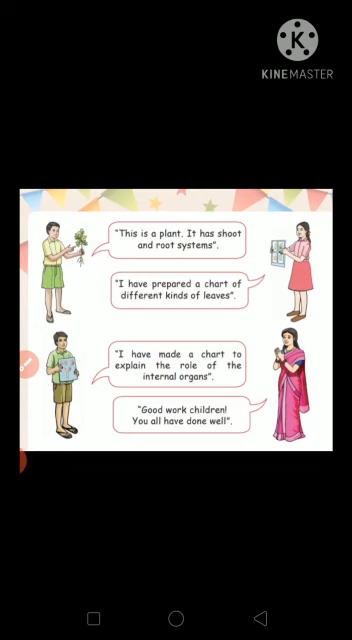 KINEMASTER
"This is a plant. It has shoot
and root systems".
"I have prepared a chart of
different kinds of leaves".
"I have made a chart to
explain the role of the
internal organs".
"Good work children!
You all have done well".